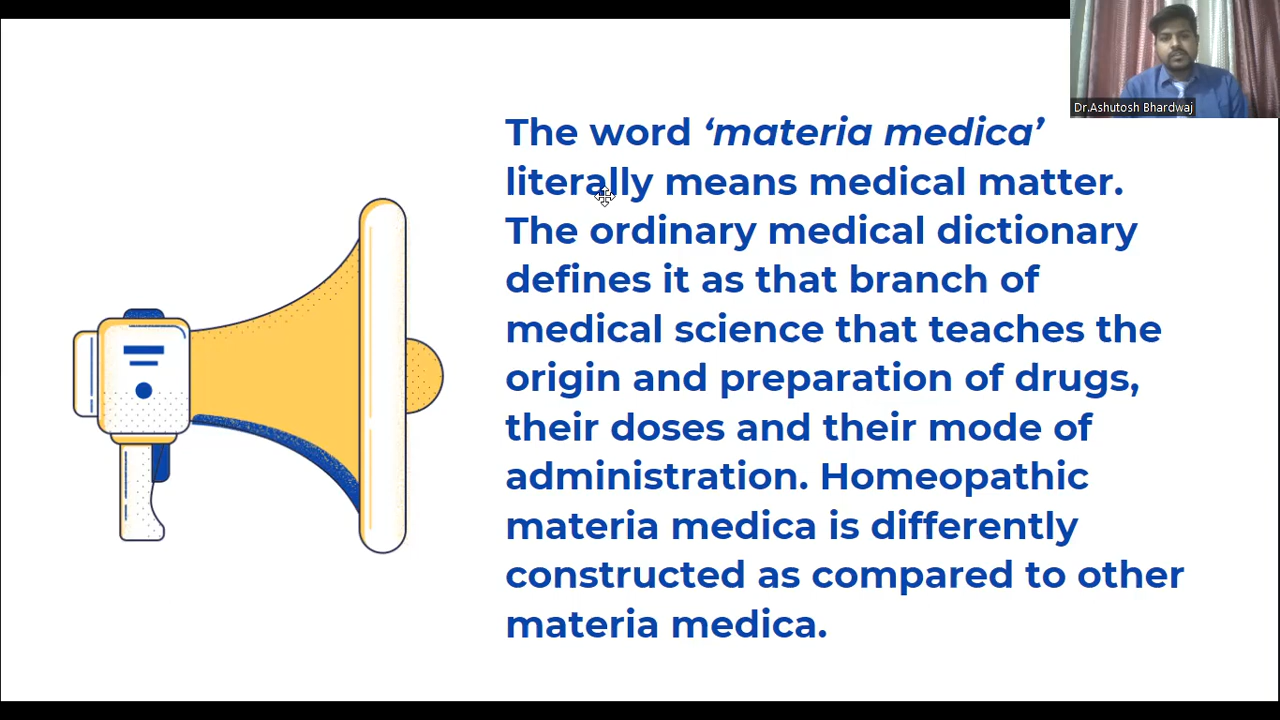 Dr.Ashutosh Bhardwaj
The word ‘materia medica’
literally means medical matter.
The ordinary medical dictionary
defines it as that branch of
medical science that teaches the
origin and preparation of drugs,
their doses and their mode of
administration. Homeopathic
materia medica is differently
constructed as compared to other
materia medica.